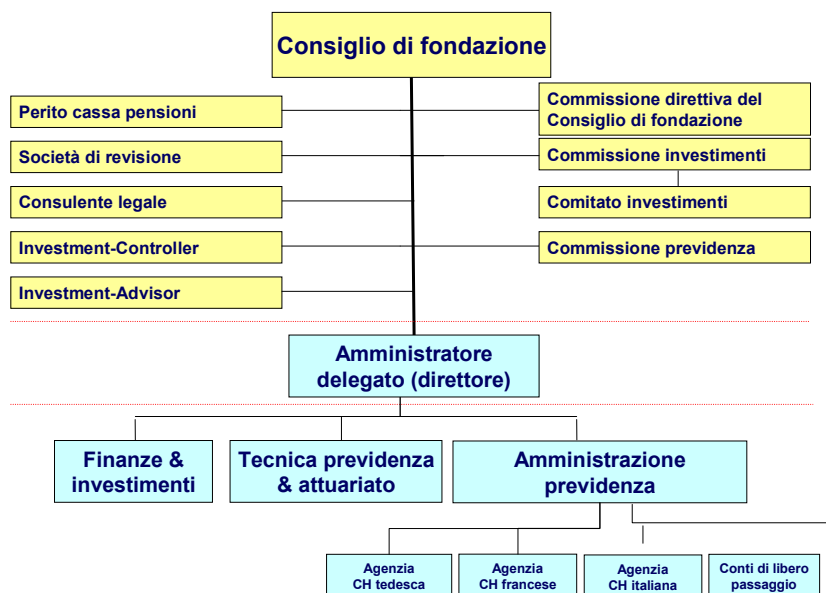 Consiglio di fondazione
Perito cassa pensioni
Commissione direttiva del
Consiglio di fondazione
Società di revisione
Commissione investimenti
Consulente legale
Comitato investimenti
Investment-Controller
Commissione previdenza
Investment-Advisor
Amministratore
delegato (direttore)
Finanze &
investimenti
Tecnica previdenza
& attuariato
Amministrazione
previdenza
Agenzia
CH tedesca
Agenzia
CH francese
Agenzia
CH italiana
Conti di libero
passaggio